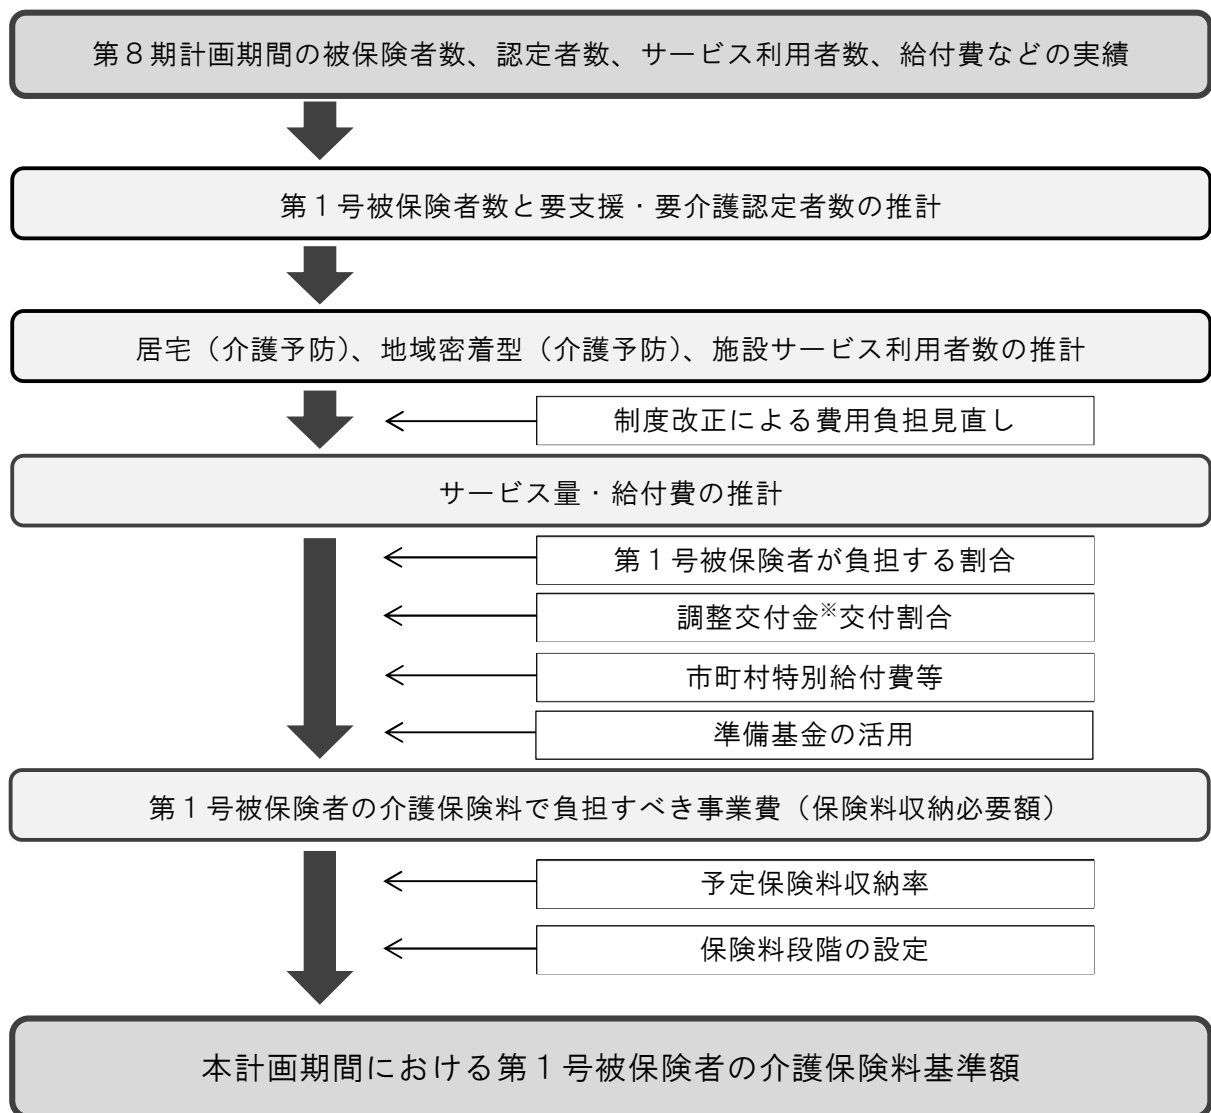 第８期計画期間の被保険者数、認定者数、サービス利用者数、給付費などの実績
第１号被保険者数と要支援・要介護認定者数の推計
居宅（介護予防）、地域密着型（介護予防）、施設サービス利用者数の推計
制度改正による費用負担見直し
サービス量・給付費の推計
第１号被保険者が負担する割合
調整交付金※交付割合
市町村特別給付費等
準備基金の活用
第１号被保険者の介護保険料で負担すべき事業費（保険料収納必要額）
予定保険料収納率
保険料段階の設定
本計画期間における第１号被保険者の介護保険料基準額